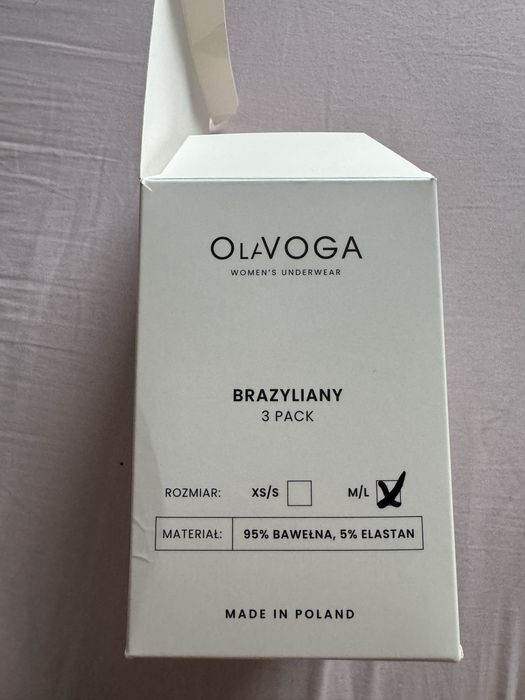 OLAVOGA
WOMEN'S UNDERWEAR
BRAZYLIANY
3 PACK
ROZMIAR: XS/S M/L X
MATERIAŁ: 95% BAWEŁNA, 5% ELASTAN
MADE IN POLAND